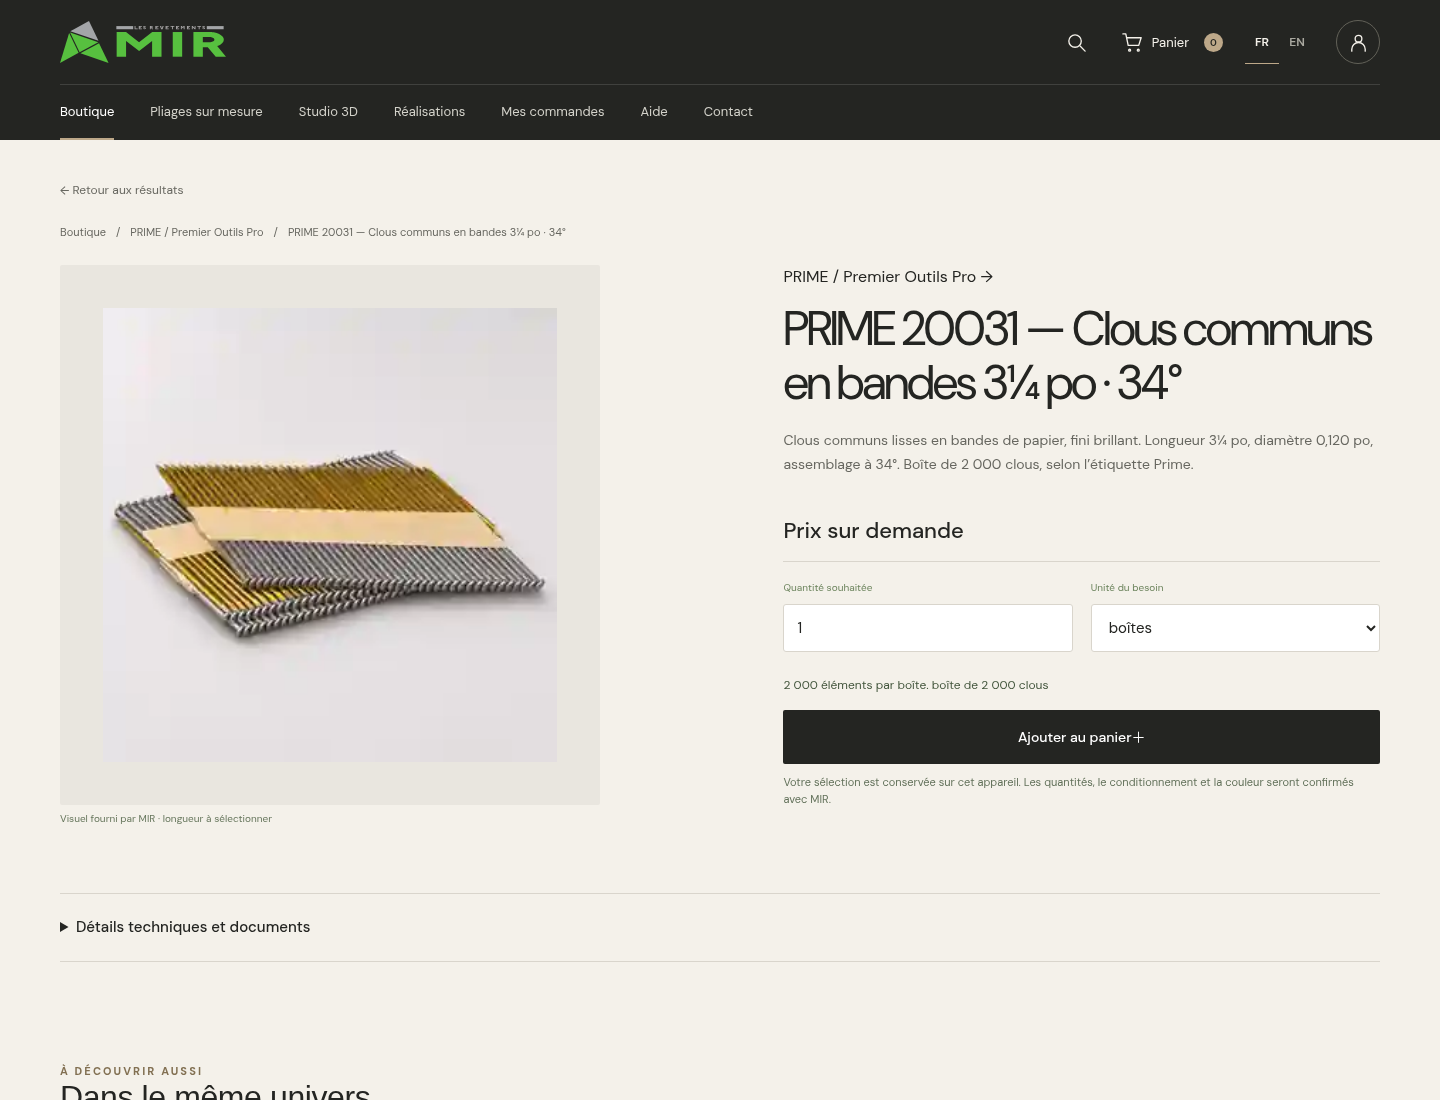 LES REVÊTEMENTS
MIR
Panier 0
FR EN
Boutique Pliages sur mesure Studio 3D Réalisations Mes commandes Aide Contact
← Retour aux résultats
Boutique / PRIME / Premier Outils Pro / PRIME 20031 — Clous communs en bandes 3¼ po · 34°
PRIME / Premier Outils Pro →
PRIME 20031 — Clous communs
en bandes 3¼ po · 34°
Clous communs lisses en bandes de papier, fini brillant. Longueur 3¼ po, diamètre 0,120 po,
assemblage à 34°. Boîte de 2 000 clous, selon l’étiquette Prime.
Prix sur demande
Quantité souhaitée Unité du besoin
1 boîtes
2 000 éléments par boîte. boîte de 2 000 clous
Ajouter au panier+
Votre sélection est conservée sur cet appareil. Les quantités, le conditionnement et la couleur seront confirmés
avec MIR.
Visuel fourni par MIR · longueur à sélectionner
Détails techniques et documents
À DÉCOUVRIR AUSSI
Dans le même univers